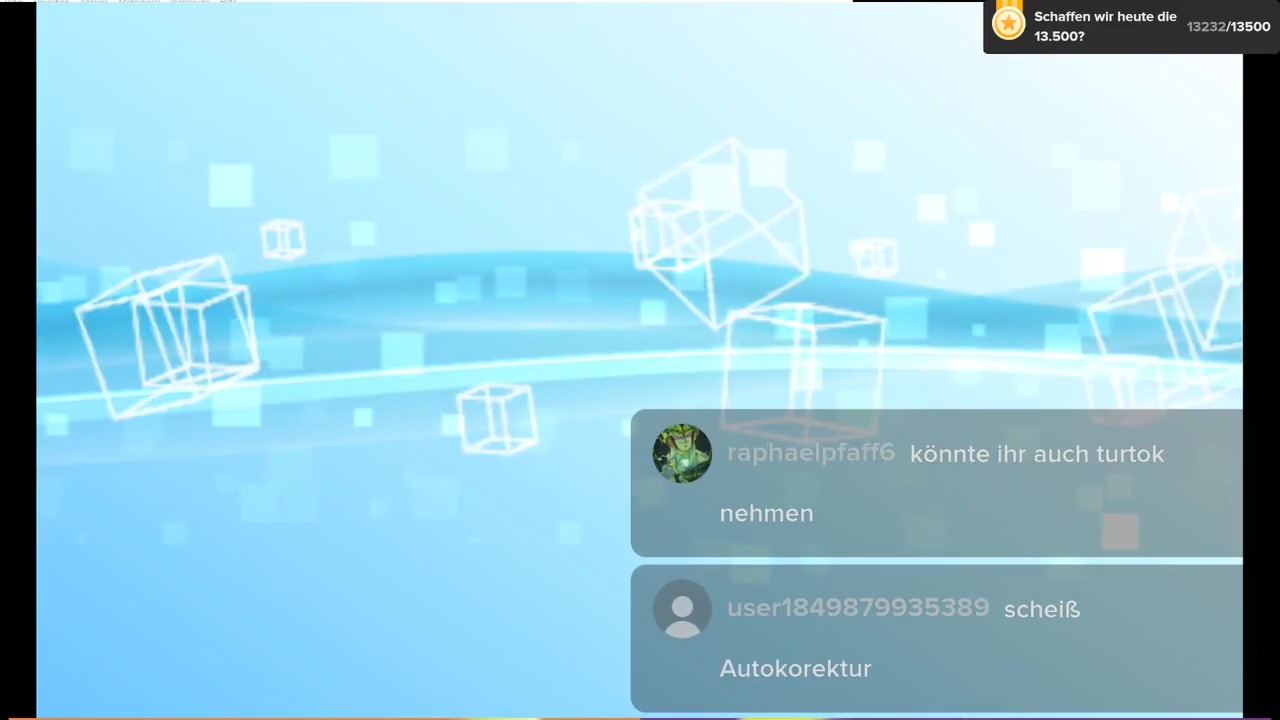 Schaffen wir heute die
13.500?
13232/13500
raphaelpfaff6 könnte ihr auch turtok
nehmen
user1849879935389 scheiß
Autokorektur